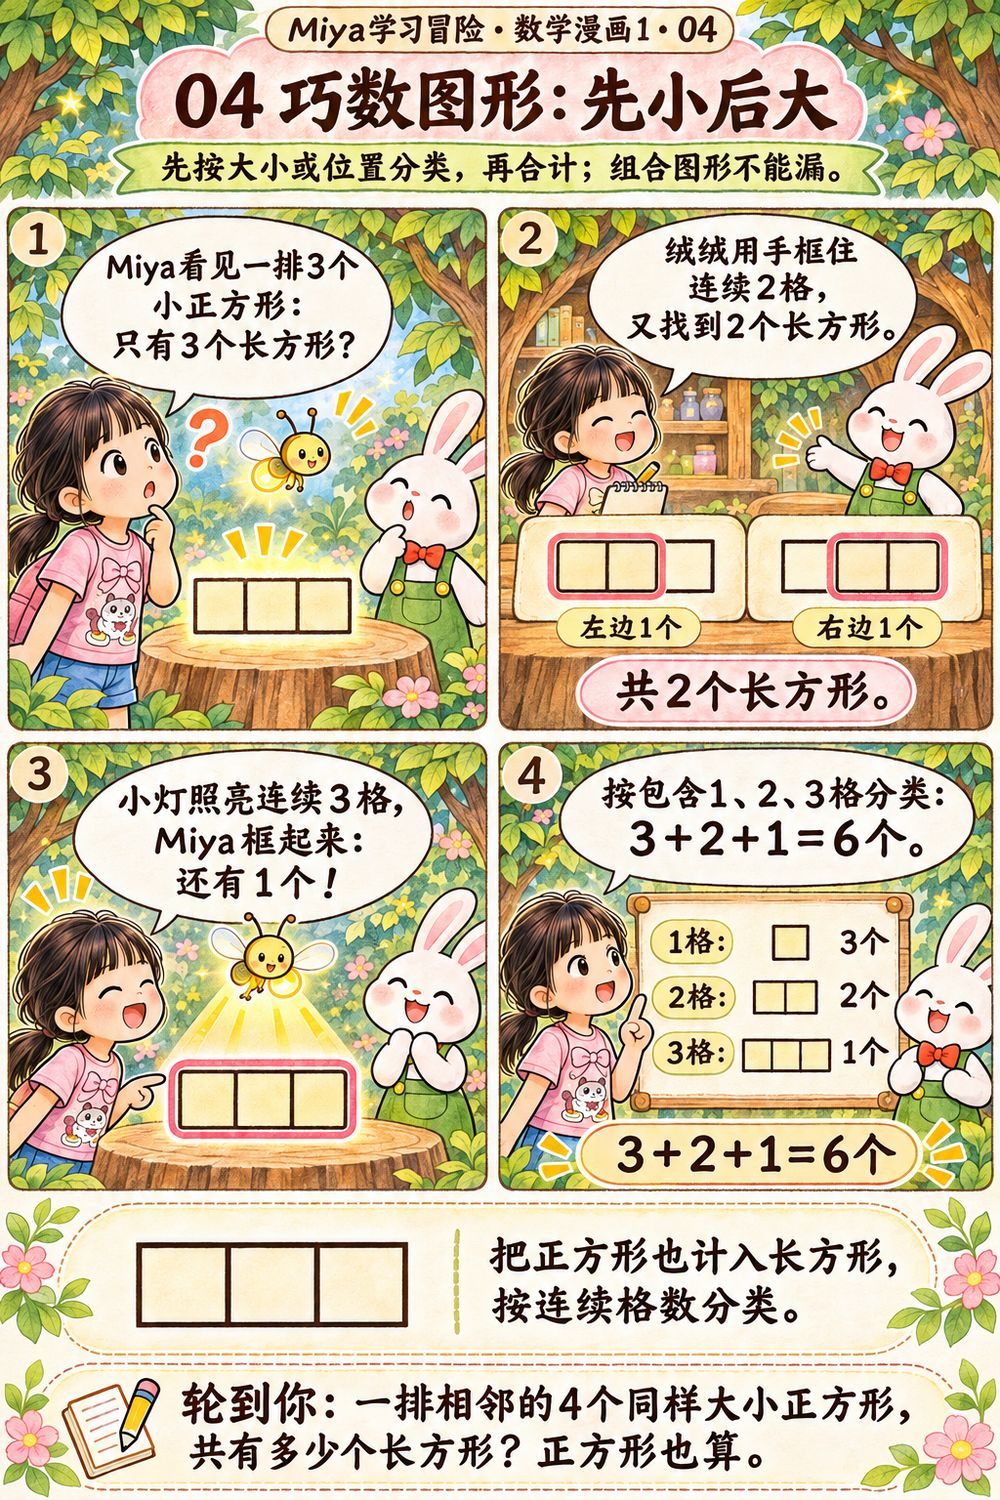 Miya学习冒险·数学漫画1·04
04 巧数图形：先小后大
先按大小或位置分类，再合计；组合图形不能漏。
1
Miya看见一排3个
小正方形：
只有3个长方形？
?
2
绒绒用手框住
连续2格，
又找到2个长方形。
左边1个
右边1个
共2个长方形。
3
小灯照亮连续3格，
Miya框起来：
还有1个！
4
按包含1、2、3格分类：
3+2+1=6个。
1格： 3个
2格： 2个
3格： 1个
3+2+1=6个
把正方形也计入长方形，
按连续格数分类。
轮到你：一排相邻的4个同样大小正方形，
共有多少个长方形？正方形也算。